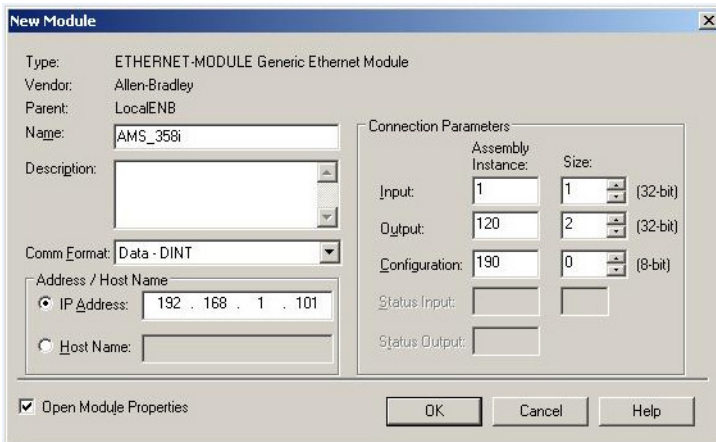 New Module
Type: ETHERNET-MODULE Generic Ethernet Module
Vendor: Allen-Bradley
Parent: LocalENB
Name: AMS_358i
Description:
Comm Format: Data - DINT
Address / Host Name
IP Address: 192 . 168 . 1 . 101
Host Name:
Connection Parameters
Assembly Instance: Size:
Input: 1 1 (32-bit)
Output: 120 2 (32-bit)
Configuration: 190 0 (8-bit)
Status Input:
Status Output:
Open Module Properties
OK Cancel Help